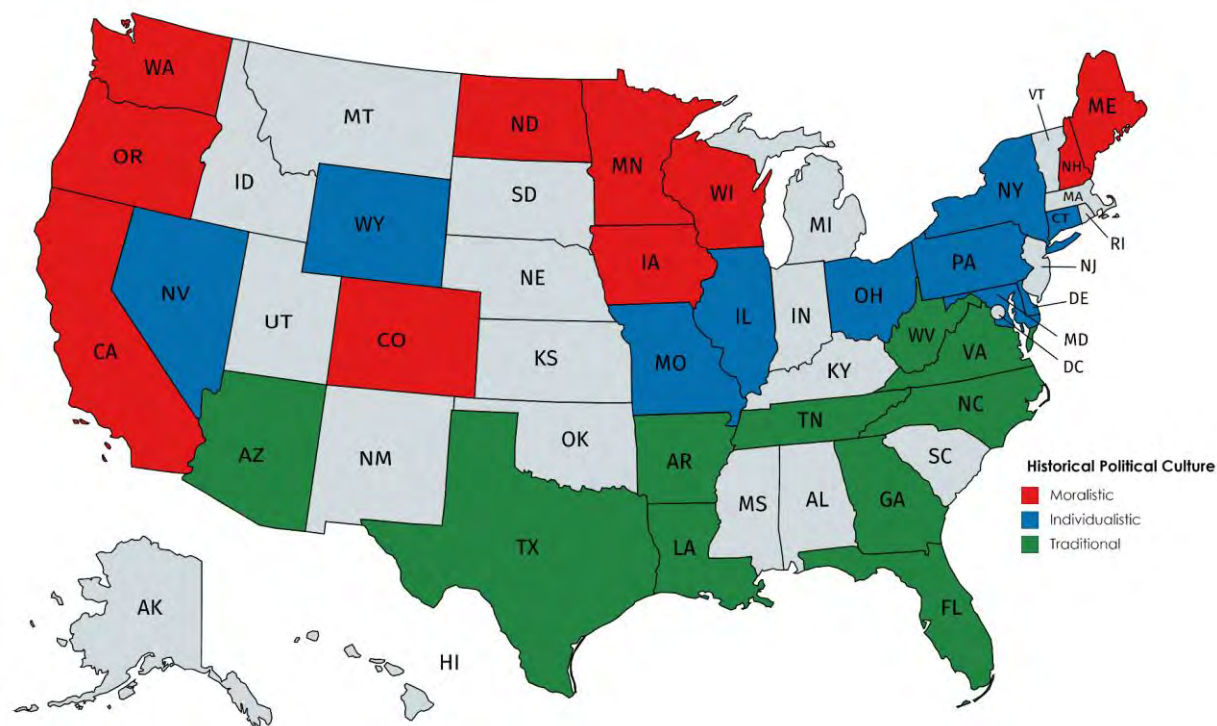 WA
MT
ND
MN
VT
ME
OR
ID
SD
WI
NY
NH
MA
WY
MI
CT
RI
NE
IA
PA
NJ
NV
UT
IL
IN
OH
DE
CA
CO
KS
MO
WV
VA
MD
KY
DC
AZ
NM
OK
AR
TN
NC
SC
MS
AL
GA
TX
LA
FL
AK
HI
Historical Political Culture
Moralistic
Individualistic
Traditional